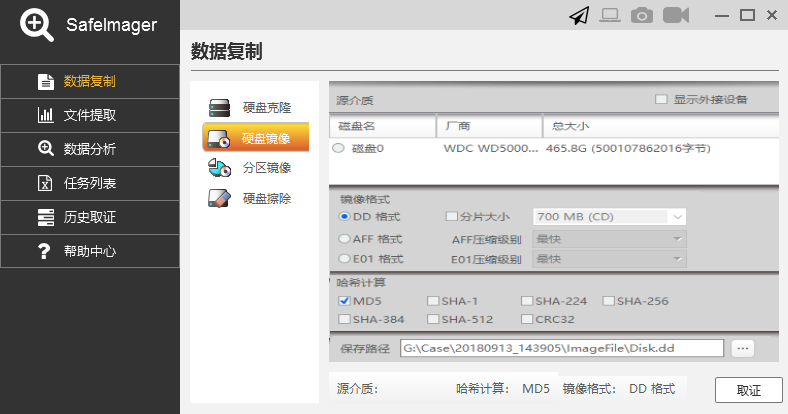 SafeImager
数据复制
数据复制
文件提取
数据分析
任务列表
历史取证
帮助中心
硬盘克隆
硬盘镜像
分区镜像
硬盘擦除
源介质 显示外接设备
磁盘名 厂商 总大小
磁盘0 WDC WD5000... 465.8G (500107862016字节)
镜像格式
DD 格式 分片大小 700 MB (CD)
AFF 格式 AFF压缩级别 最快
E01 格式 E01压缩级别 最快
哈希计算
MD5 SHA-1 SHA-224 SHA-256
SHA-384 SHA-512 CRC32
保存路径 G:\Case\20180913_143905\ImageFile\Disk.dd ...
源介质: 哈希计算: MD5 镜像格式: DD 格式 取证